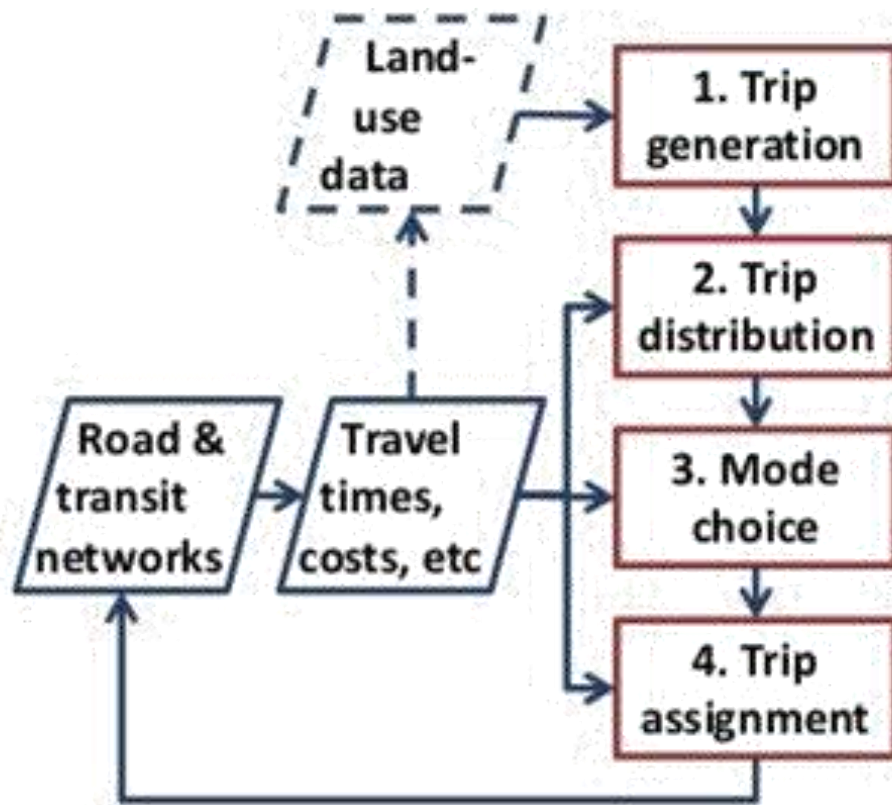 Land-
use
data
1. Trip
generation
2. Trip
distribution
Road &
transit
networks
Travel
times,
costs, etc
3. Mode
choice
4. Trip
assignment